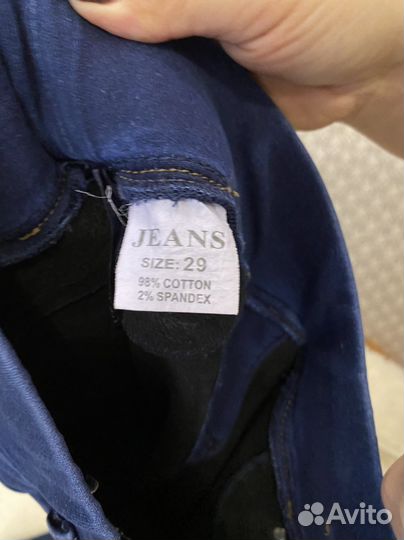 JEANS
SIZE: 29
98% COTTON
2% SPANDEX
Avito